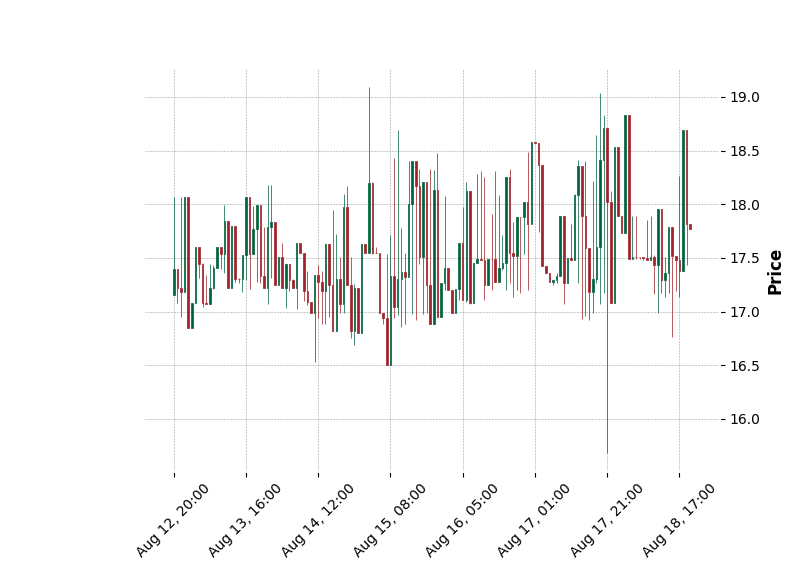 19.0
18.5
18.0
17.5
17.0
16.5
16.0
Price
Aug 12, 20:00
Aug 13, 16:00
Aug 14, 12:00
Aug 15, 08:00
Aug 16, 05:00
Aug 17, 01:00
Aug 17, 21:00
Aug 18, 17:00